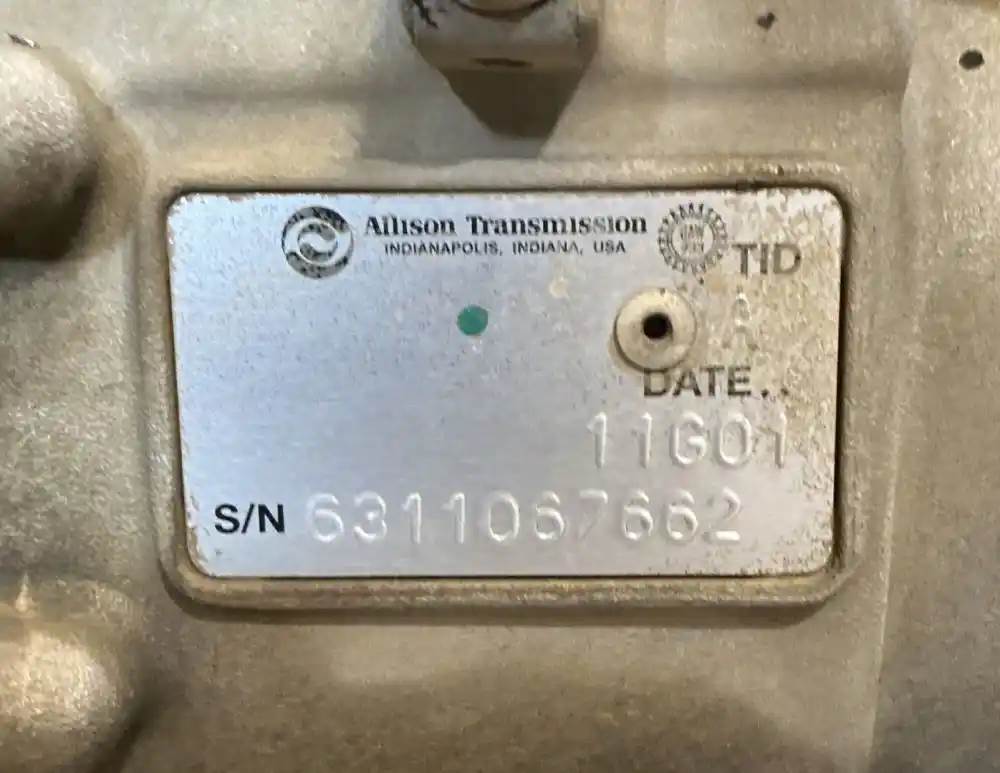 Allison Transmission
INDIANAPOLIS, INDIANA, USA
TID
A
DATE..
11G01
S/N 6311067662